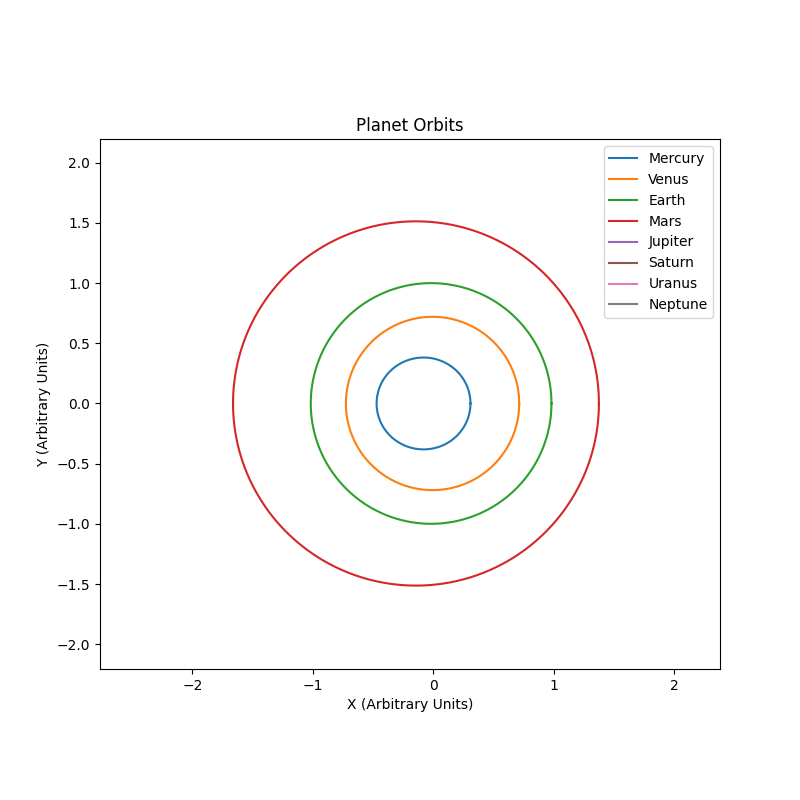 Planet Orbits
Mercury
Venus
Earth
Mars
Jupiter
Saturn
Uranus
Neptune
2.0
1.5
1.0
0.5
0.0
−0.5
−1.0
−1.5
−2.0
Y (Arbitrary Units)
−2
−1
0
1
2
X (Arbitrary Units)